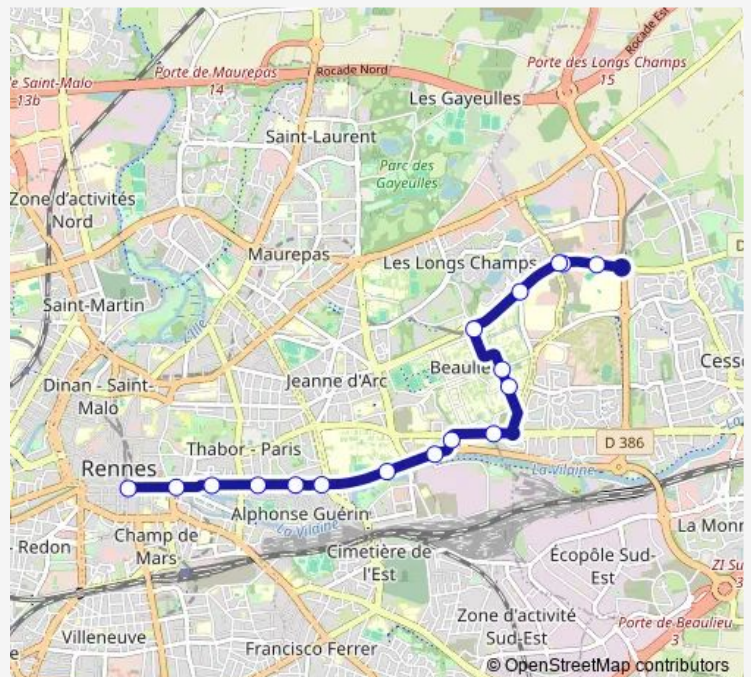 Porte de Maurepas
14
Rocade Nord
Rocade Est
Porte des Longs Champs
15
Saint-Malo
13b
Les Gayeulles
Saint-Laurent
Parc des
Gayeulles
Zone d'activités
Nord
Maurepas
Les Longs Champs
D
Saint-Martin
L'Ille
Beaulie
Cess
Jeanne d'Arc
Dinan - Saint-
Malo
Thabor - Paris
D 386
Rennes
La Vilaine
Alphonse Guérin
La Vilaine
Champ de
Mars
- Redon
Cimetière de
l'Est
La Monn
Écopôle Sud-
Est
ZI Su
Zone d'activité
Sud-Est
Porte de Beaulieu
3
Villeneuve
Francisco Ferrer
© OpenStreetMap contributors